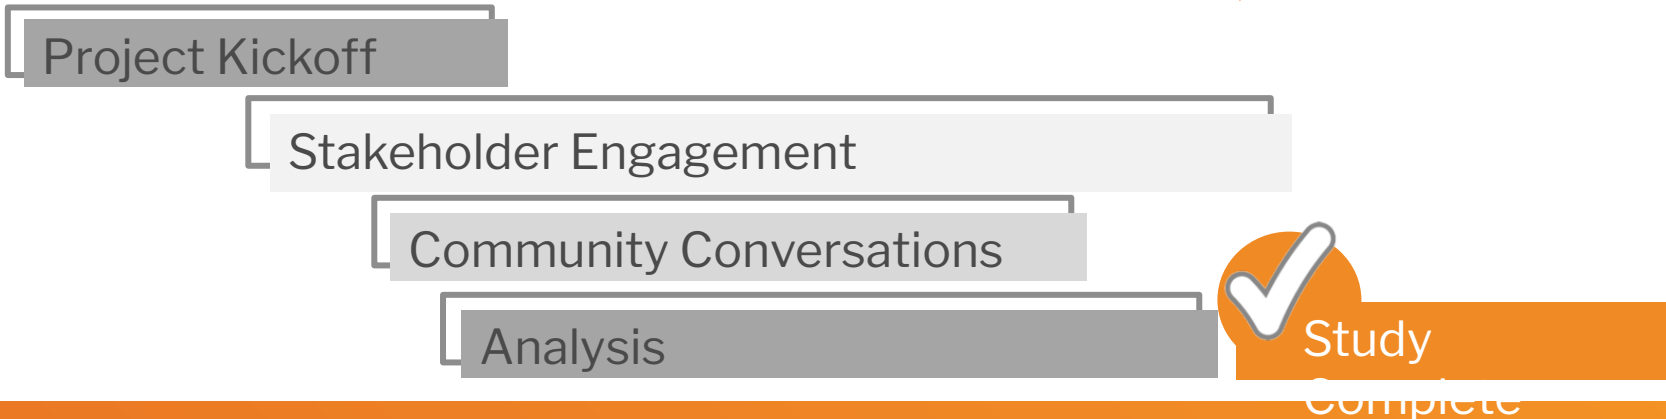 Project Kickoff
Stakeholder Engagement
Community Conversations
Analysis
Study
Complete